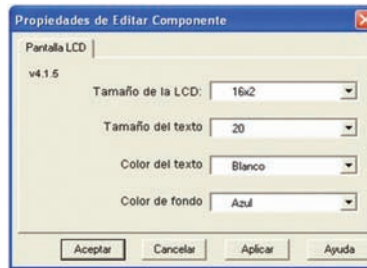 Propiedades de Editar Componente
Pantalla LCD
v4.1.5
Tamaño de la LCD: 16x2
Tamaño del texto 20
Color del texto Blanco
Color de fondo Azul
Aceptar Cancelar Aplicar Ayuda